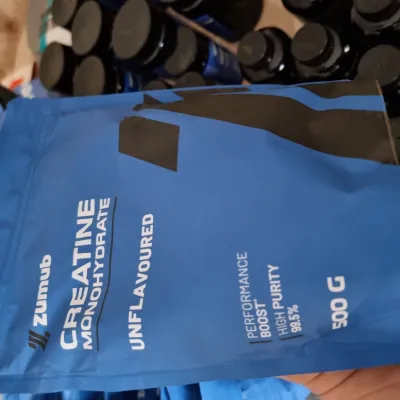 zumub
CREATINE
MONOHYDRATE
UNFLAVOURED
PERFORMANCE
BOOST*
HIGH PURITY
99.5%
500 G